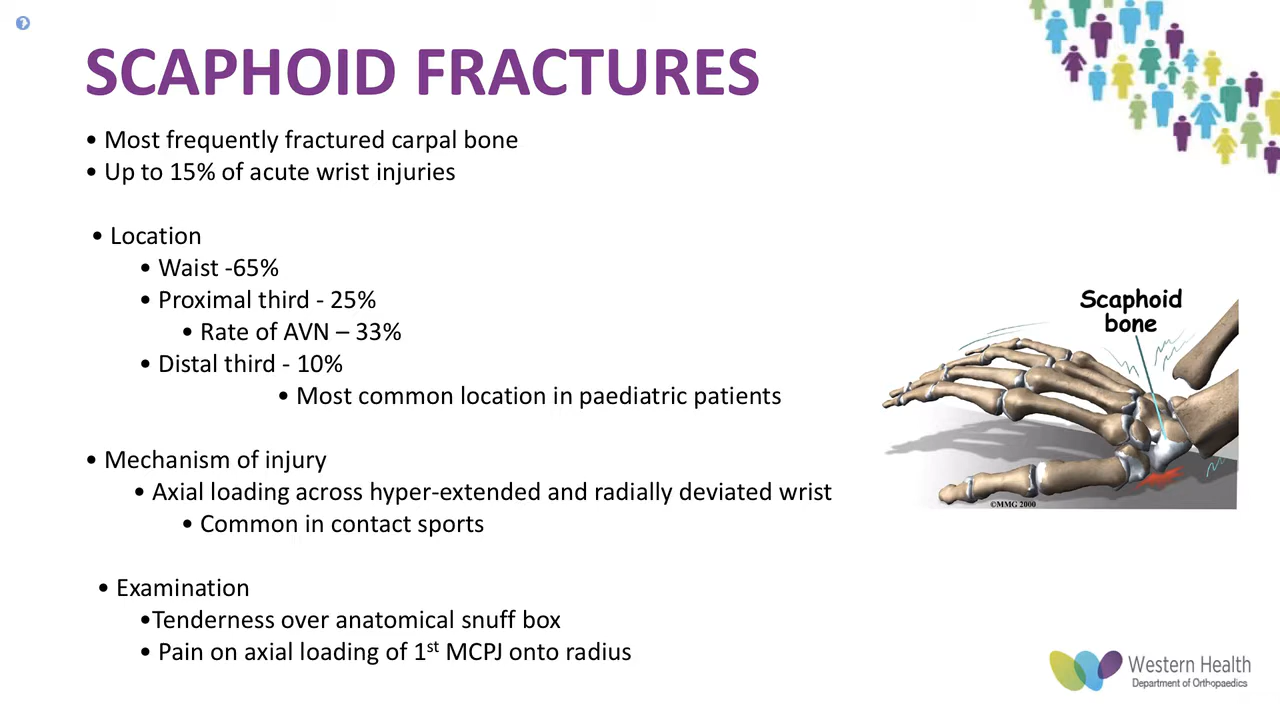 SCAPHOID FRACTURES
• Most frequently fractured carpal bone
• Up to 15% of acute wrist injuries
• Location
• Waist -65%
• Proximal third - 25%
• Rate of AVN – 33%
• Distal third - 10%
• Most common location in paediatric patients
• Mechanism of injury
• Axial loading across hyper-extended and radially deviated wrist
• Common in contact sports
• Examination
•Tenderness over anatomical snuff box
• Pain on axial loading of 1st MCPJ onto radius
Scaphoid
bone
©MMG 2000
Western Health
Department of Orthopaedics